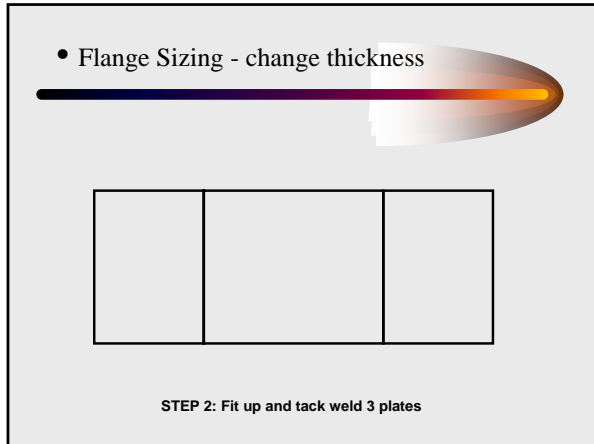 • Flange Sizing - change thickness
STEP 2: Fit up and tack weld 3 plates